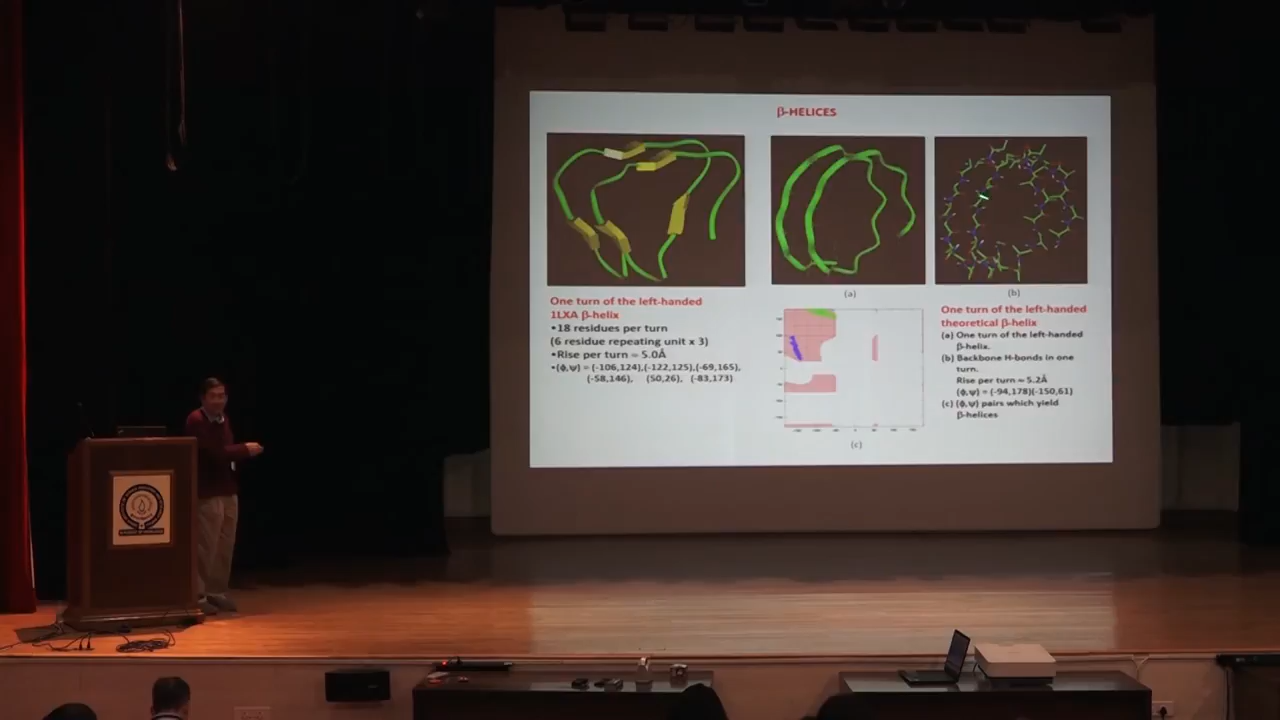 β-HELICES
One turn of the left-handed
1LXA β-helix
•18 residues per turn
(6 residue repeating unit x 3)
•Rise per turn = 5.0Å
•(ϕ,ψ) = (-106,124),(-122,125),(-69,165),
(-58,146), (50,26), (-83,173)
(a)
(b)
(c)
One turn of the left-handed
theoretical β-helix
(a) One turn of the left-handed
β-helix.
(b) Backbone H-bonds in one
turn.
Rise per turn ≈ 5.2Å
(ϕ,ψ) = (-94,178)(-150,61)
(c) (ϕ,ψ) pairs which yield
β-helices